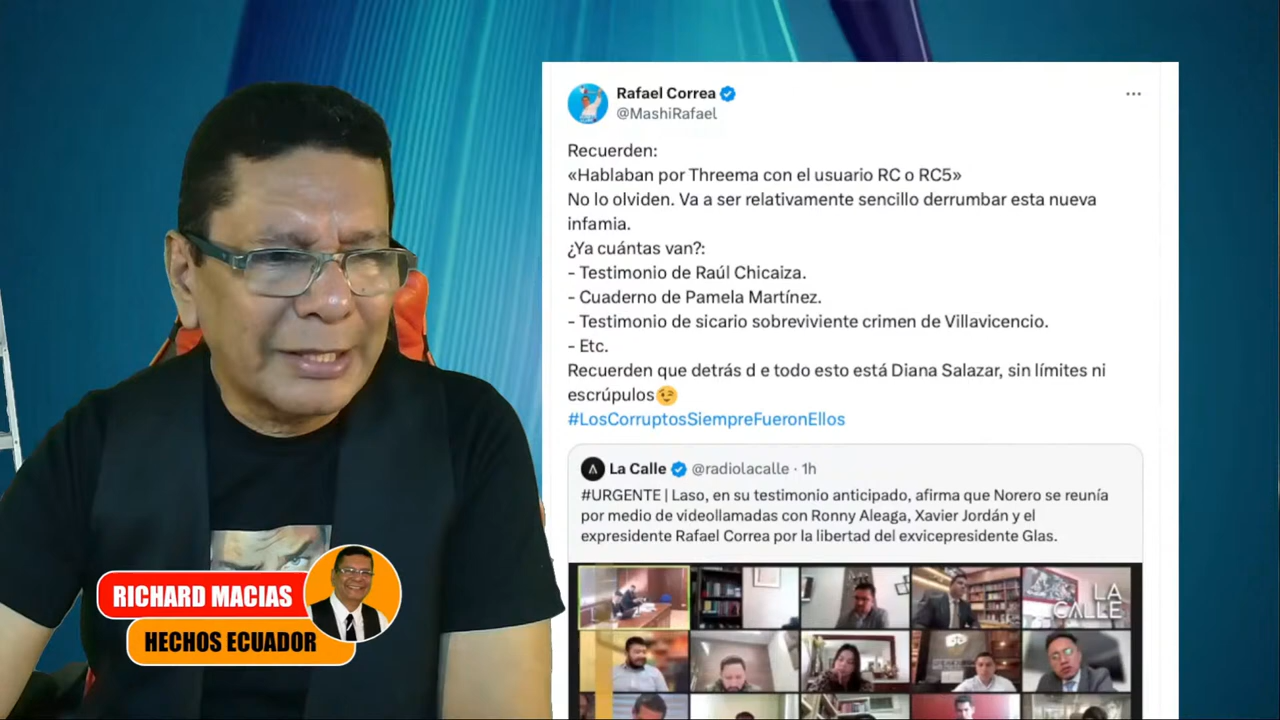 Rafael Correa
@MashiRafael
Recuerden:
«Hablaban por Threema con el usuario RC o RC5»
No lo olviden. Va a ser relativamente sencillo derrumbar esta nueva
infamia.
¿Ya cuántas van?:
- Testimonio de Raúl Chicaiza.
- Cuaderno de Pamela Martínez.
- Testimonio de sicario sobreviviente crimen de Villavicencio.
- Etc.
Recuerden que detrás d e todo esto está Diana Salazar, sin límites ni
escrúpulos😉
#LosCorruptosSiempreFueronEllos
La Calle @radiolacalle · 1h
#URGENTE | Laso, en su testimonio anticipado, afirma que Norero se reunía
por medio de videollamadas con Ronny Aleaga, Xavier Jordán y el
expresidente Rafael Correa por la libertad del exvicepresidente Glas.
LA
CALLE
RICHARD MACIAS
HECHOS ECUADOR